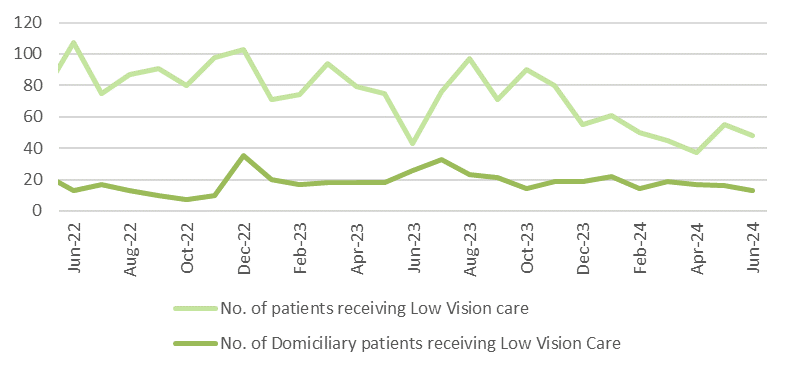 120
100
80
60
40
20
0
Jun-22
Aug-22
Oct-22
Dec-22
Feb-23
Apr-23
Jun-23
Aug-23
Oct-23
Dec-23
Feb-24
Apr-24
Jun-24
No. of patients receiving Low Vision care
No. of Domiciliary patients receiving Low Vision Care